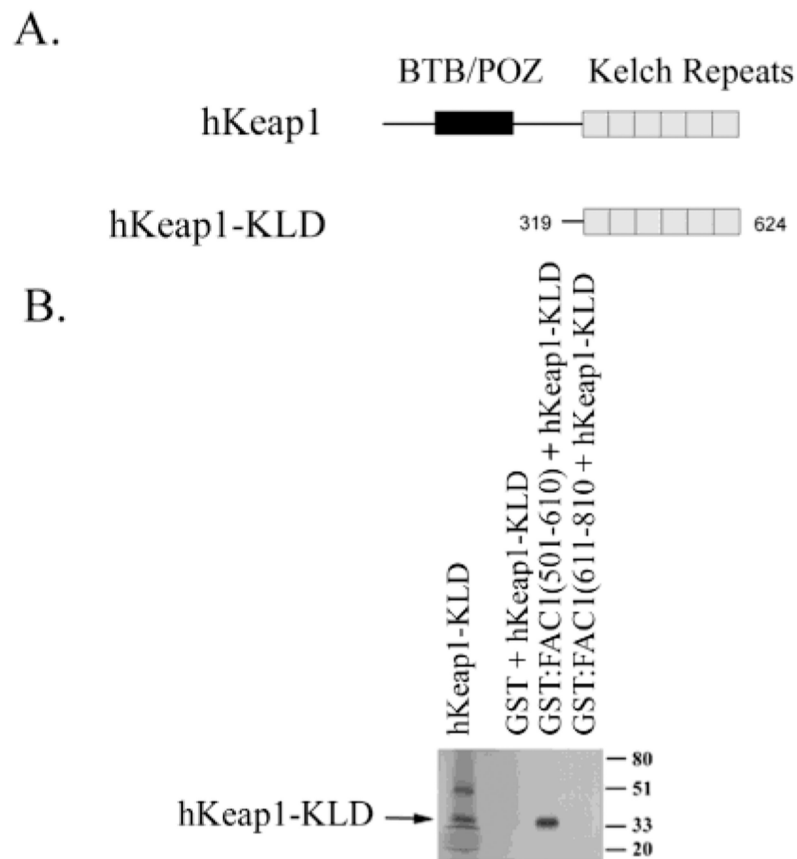 A.
BTB/POZ Kelch Repeats
hKeap1
hKeap1-KLD 319 624
B.
hKeap1-KLD
GST + hKeap1-KLD
GST:FAC1(501-610) + hKeap1-KLD
GST:FAC1(611-810 + hKeap1-KLD
80
51
hKeap1-KLD
33
20